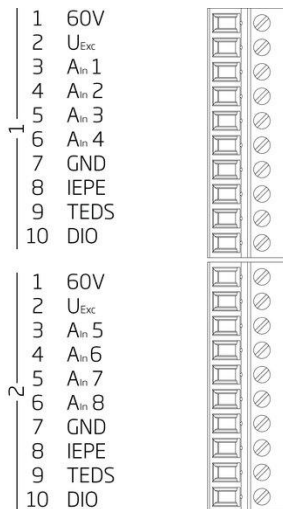 1 60V
2 UExc
3 AIn 1
4 AIn 2
5 AIn 3
6 AIn 4
7 GND
8 IEPE
9 TEDS
10 DIO
1
1 60V
2 UExc
3 AIn 5
4 AIn 6
5 AIn 7
6 AIn 8
7 GND
8 IEPE
9 TEDS
10 DIO
2